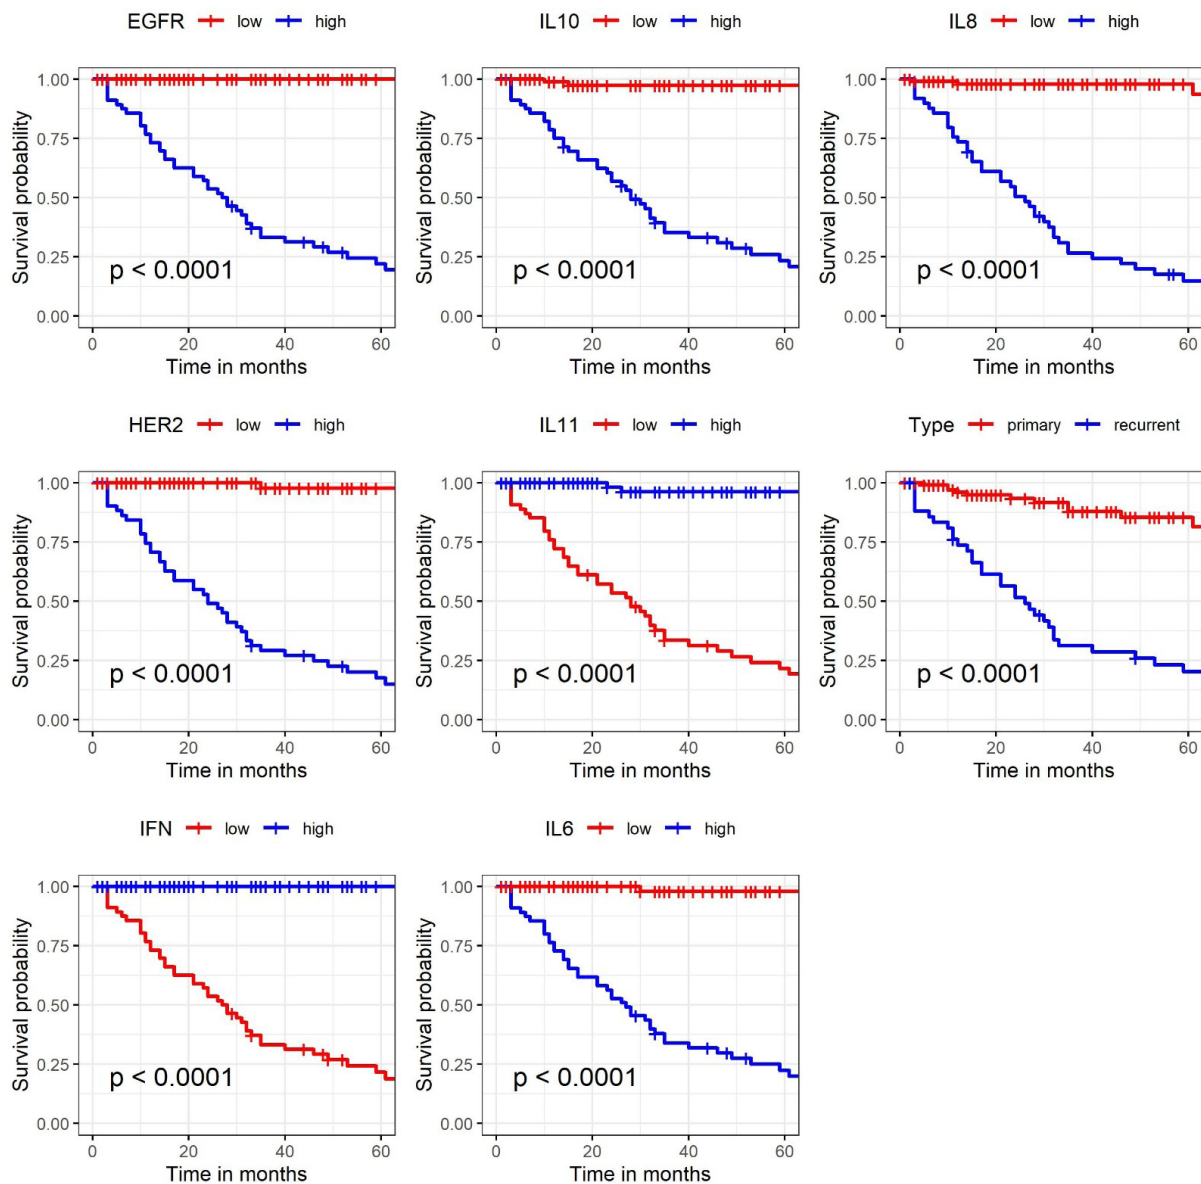 EGFR low high
1.00
0.75
0.50
0.25
0.00
Survival probability
p < 0.0001
0 20 40 60
Time in months
IL10 low high
1.00
0.75
0.50
0.25
0.00
Survival probability
p < 0.0001
0 20 40 60
Time in months
IL8 low high
1.00
0.75
0.50
0.25
0.00
Survival probability
p < 0.0001
0 20 40 60
Time in months
HER2 low high
1.00
0.75
0.50
0.25
0.00
Survival probability
p < 0.0001
0 20 40 60
Time in months
IL11 low high
1.00
0.75
0.50
0.25
0.00
Survival probability
p < 0.0001
0 20 40 60
Time in months
Type primary recurrent
1.00
0.75
0.50
0.25
0.00
Survival probability
p < 0.0001
0 20 40 60
Time in months
IFN low high
1.00
0.75
0.50
0.25
0.00
Survival probability
p < 0.0001
0 20 40 60
Time in months
IL6 low high
1.00
0.75
0.50
0.25
0.00
Survival probability
p < 0.0001
0 20 40 60
Time in months